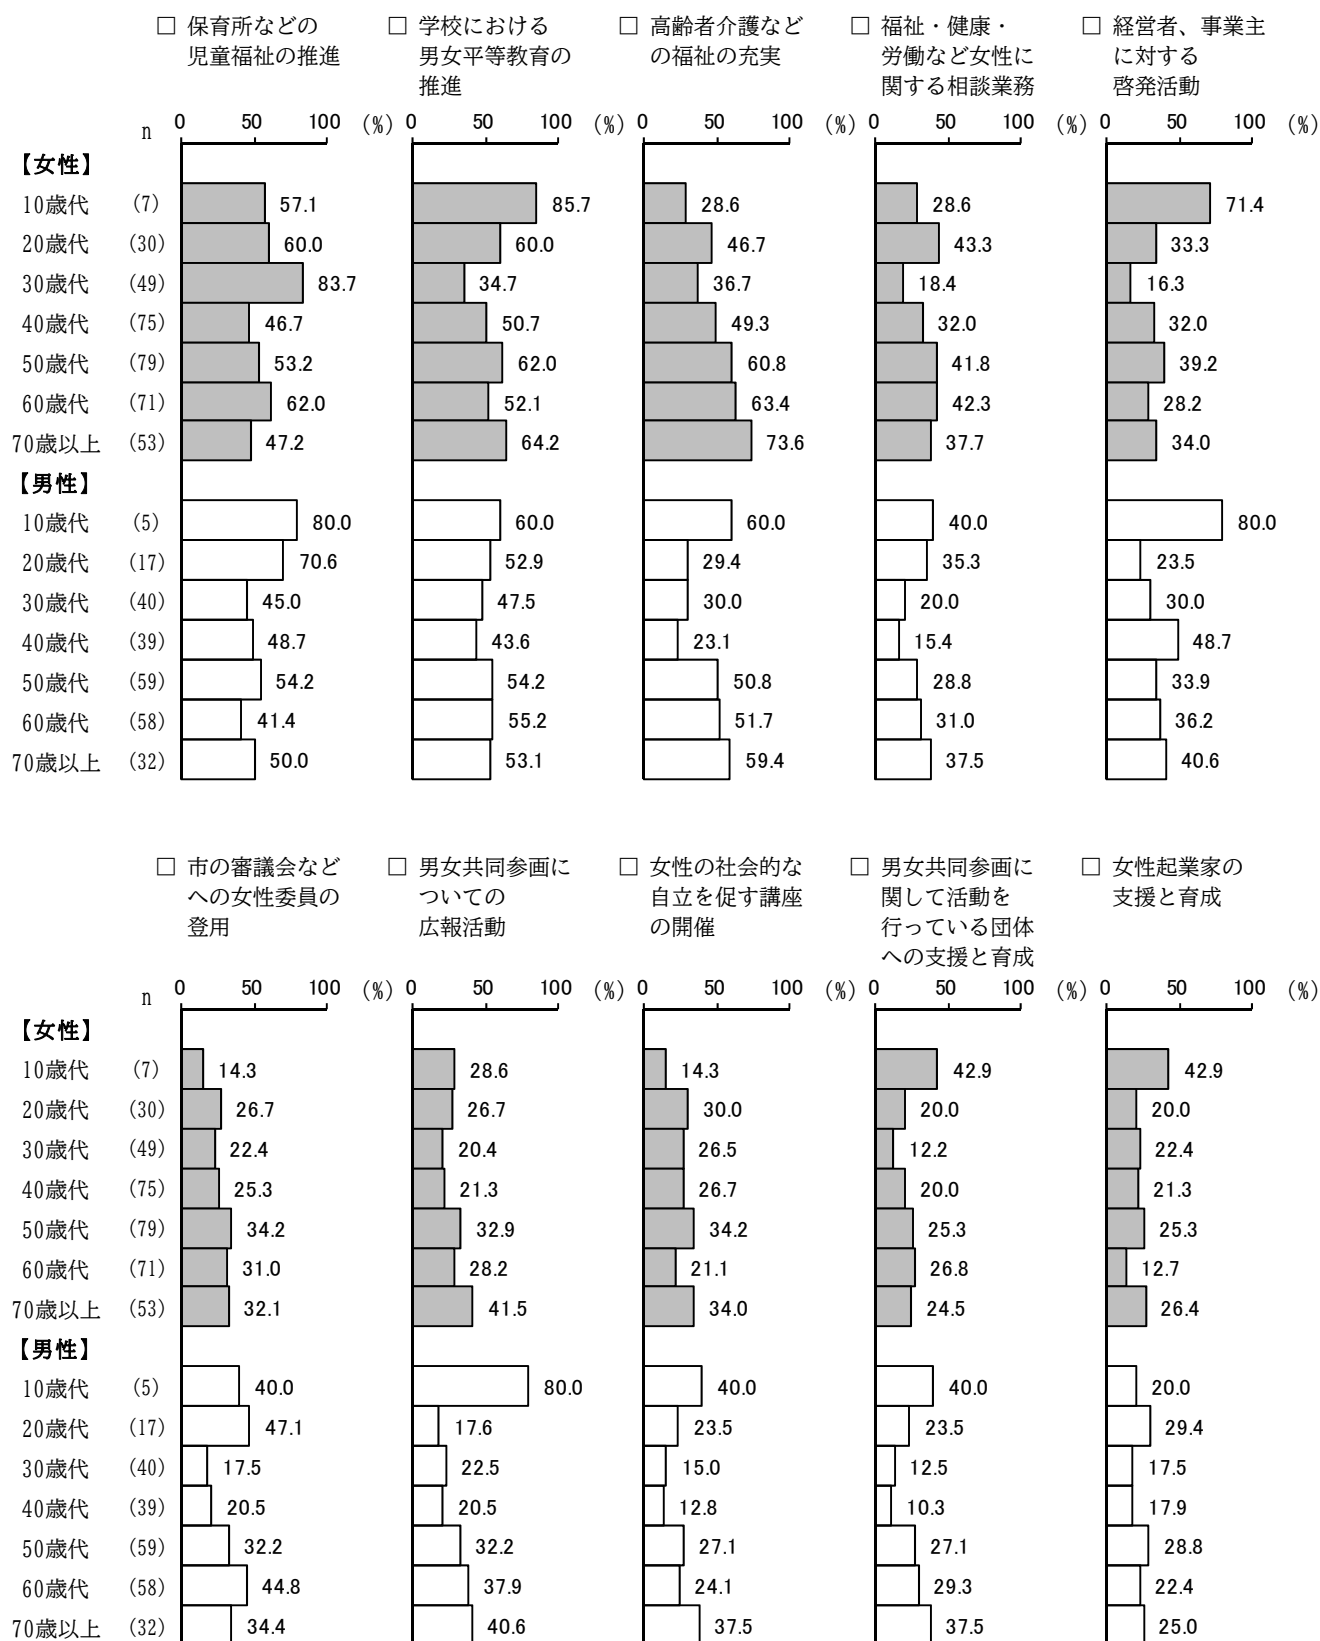 □ 保育所などの 児童福祉の推進
□ 学校における 男女平等教育の 推進
□ 高齢者介護など の福祉の充実
□ 福祉・健康・ 労働など女性に 関する相談業務
□ 経営者、事業主 に対する 啓発活動
n 0 50 100 (%) 0 50 100 (%) 0 50 100 (%) 0 50 100 (%) 0 50 100 (%)
【女性】
10歳代 (7) 57.1 85.7 28.6 28.6 71.4
20歳代 (30) 60.0 60.0 46.7 43.3 33.3
30歳代 (49) 83.7 34.7 36.7 18.4 16.3
40歳代 (75) 46.7 50.7 49.3 32.0 32.0
50歳代 (79) 53.2 62.0 60.8 41.8 39.2
60歳代 (71) 62.0 52.1 63.4 42.3 28.2
70歳以上 (53) 47.2 64.2 73.6 37.7 34.0
【男性】
10歳代 (5) 80.0 60.0 60.0 40.0 80.0
20歳代 (17) 70.6 52.9 29.4 35.3 23.5
30歳代 (40) 45.0 47.5 30.0 20.0 30.0
40歳代 (39) 48.7 43.6 23.1 15.4 48.7
50歳代 (59) 54.2 54.2 50.8 28.8 33.9
60歳代 (58) 41.4 55.2 51.7 31.0 36.2
70歳以上 (32) 50.0 53.1 59.4 37.5 40.6
□ 市の審議会など への女性委員の 登用
□ 男女共同参画に ついての 広報活動
□ 女性の社会的な 自立を促す講座 の開催
□ 男女共同参画に 関して活動を 行っている団体 への支援と育成
□ 女性起業家の 支援と育成
n 0 50 100 (%) 0 50 100 (%) 0 50 100 (%) 0 50 100 (%) 0 50 100 (%)
【女性】
10歳代 (7) 14.3 28.6 14.3 42.9 42.9
20歳代 (30) 26.7 26.7 30.0 20.0 20.0
30歳代 (49) 22.4 20.4 26.5 12.2 22.4
40歳代 (75) 25.3 21.3 26.7 20.0 21.3
50歳代 (79) 34.2 32.9 34.2 25.3 25.3
60歳代 (71) 31.0 28.2 21.1 26.8 12.7
70歳以上 (53) 32.1 41.5 34.0 24.5 26.4
【男性】
10歳代 (5) 40.0 80.0 40.0 40.0 20.0
20歳代 (17) 47.1 17.6 23.5 23.5 29.4
30歳代 (40) 17.5 22.5 15.0 12.5 17.5
40歳代 (39) 20.5 20.5 12.8 10.3 17.9
50歳代 (59) 32.2 32.2 27.1 27.1 28.8
60歳代 (58) 44.8 37.9 24.1 29.3 22.4
70歳以上 (32) 34.4 40.6 37.5 37.5 25.0